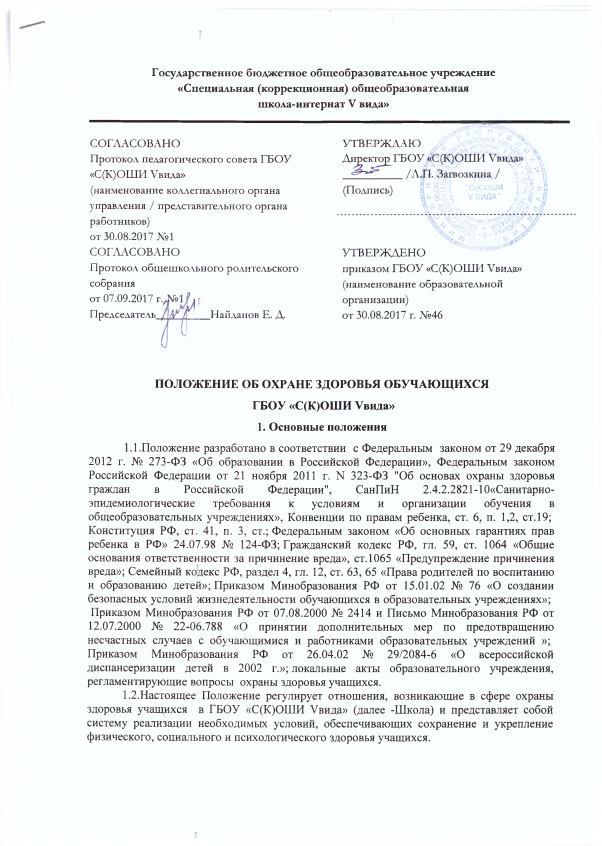 Государственное бюджетное общеобразовательное учреждение
«Специальная (коррекционная) общеобразовательная
школа-интернат V вида»
СОГЛАСОВАНО
Протокол педагогического совета ГБОУ
«С(К)ОШИ Vвида»
(наименование коллегиального органа
управления / представительного органа
работников)
от 30.08.2017 №1
СОГЛАСОВАНО
Протокол общешкольного родительского
собрания
от 07.09.2017 г. №1
Председатель__________Найданов Е. Д.
УТВЕРЖДАЮ
Директор ГБОУ «С(К)ОШИ Vвида»
___________ /Л.П. Загвозкина /
(Подпись)
"С(К)ОШИ
V ВИДА"
УТВЕРЖДЕНО
приказом ГБОУ «С(К)ОШИ Vвида»
(наименование образовательной
организации)
от 30.08.2017 г. №46
ПОЛОЖЕНИЕ ОБ ОХРАНЕ ЗДОРОВЬЯ ОБУЧАЮЩИХСЯ
ГБОУ «С(К)ОШИ Vвида»
1. Основные положения
1.1.Положение разработано в соответствии с Федеральным законом от 29 декабря
2012 г. № 273-ФЗ «Об образовании в Российской Федерации», Федеральным законом
Российской Федерации от 21 ноября 2011 г. N 323-ФЗ "Об основах охраны здоровья
граждан в Российской Федерации", СанПиН 2.4.2.2821-10«Санитарно-
эпидемиологические требования к условиям и организации обучения в
общеобразовательных учреждениях», Конвенции по правам ребенка, ст. 6, п. 1,2, ст.19;
Конституция РФ, ст. 41, п. 3, ст.; Федеральным законом «Об основных гарантиях прав
ребенка в РФ» 24.07.98 № 124-ФЗ; Гражданский кодекс РФ, гл. 59, ст. 1064 «Общие
основания ответственности за причинение вреда», ст.1065 «Предупреждение причинения
вреда»; Семейный кодекс РФ, раздел 4, гл. 12, ст. 63, 65 «Права родителей по воспитанию
и образованию детей»; Приказом Минобразования РФ от 15.01.02 № 76 «О создании
безопасных условий жизнедеятельности обучающихся в образовательных учреждениях»;
Приказом Минобразования РФ от 07.08.2000 № 2414 и Письмо Минобразования РФ от
12.07.2000 № 22-06.788 «О принятии дополнительных мер по предотвращению
несчастных случаев с обучающимися и работниками образовательных учреждений »;
Приказом Минобразования РФ от 26.04.02 № 29/2084-6 «О всероссийской
диспансеризации детей в 2002 г.»; локальные акты образовательного учреждения,
регламентирующие вопросы охраны здоровья учащихся.
1.2.Настоящее Положение регулирует отношения, возникающие в сфере охраны
здоровья учащихся в ГБОУ «С(К)ОШИ Vвида» (далее -Школа) и представляет собой
систему реализации необходимых условий, обеспечивающих сохранение и укрепление
физического, социального и психологического здоровья учащихся.